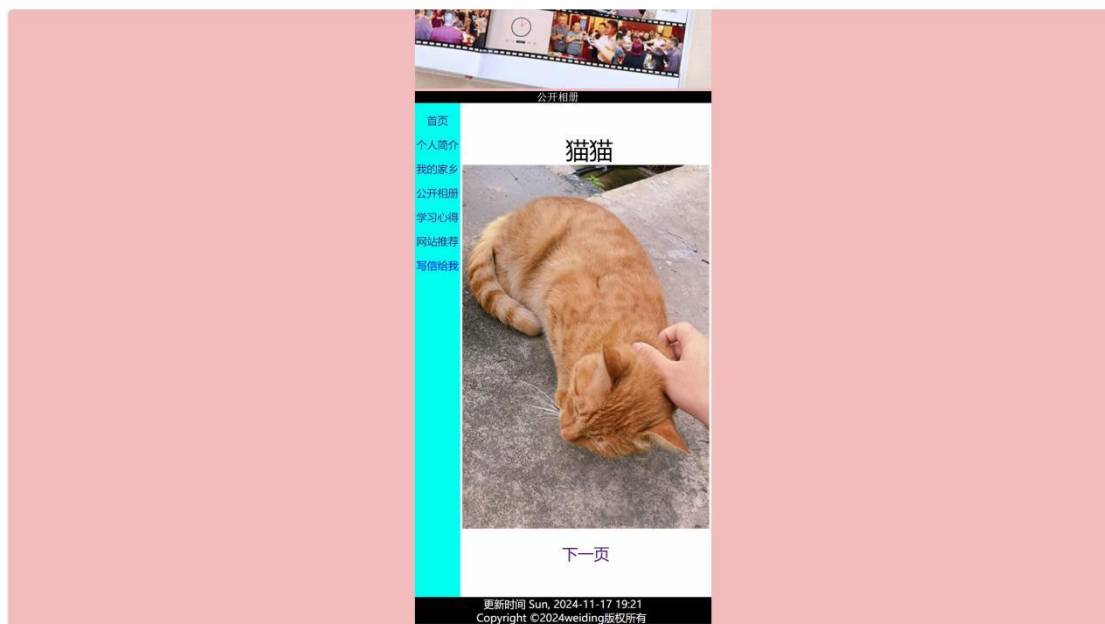 公开相册
首页
个人简介
我的家乡
公开相册
学习心得
网站推荐
写信给我
猫猫
下一页
更新时间 Sun, 2024-11-17 19:21
Copyright ©2024weiding版权所有